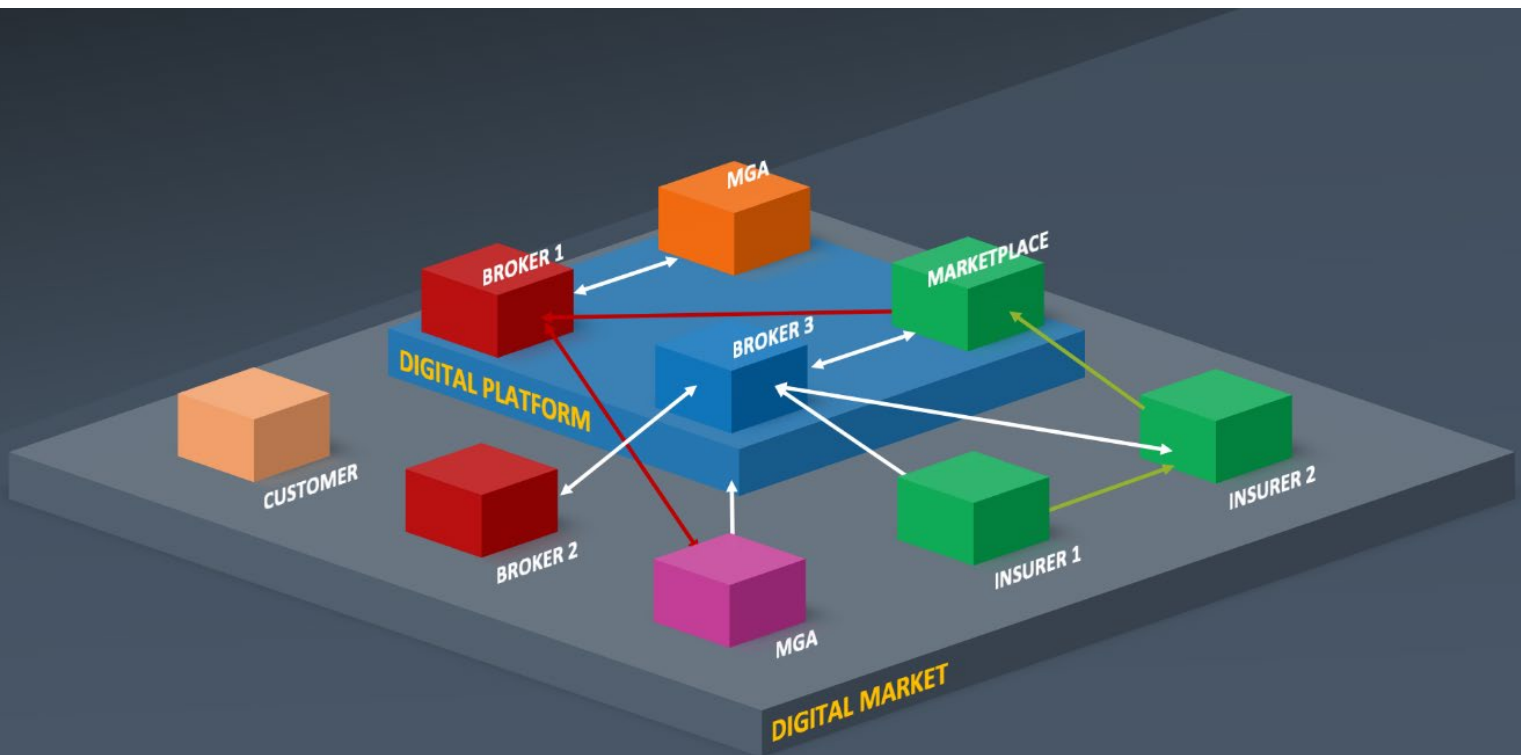 MGA
BROKER 1
MARKETPLACE
BROKER 3
DIGITAL PLATFORM
CUSTOMER
INSURER 2
BROKER 2
INSURER 1
MGA
DIGITAL MARKET